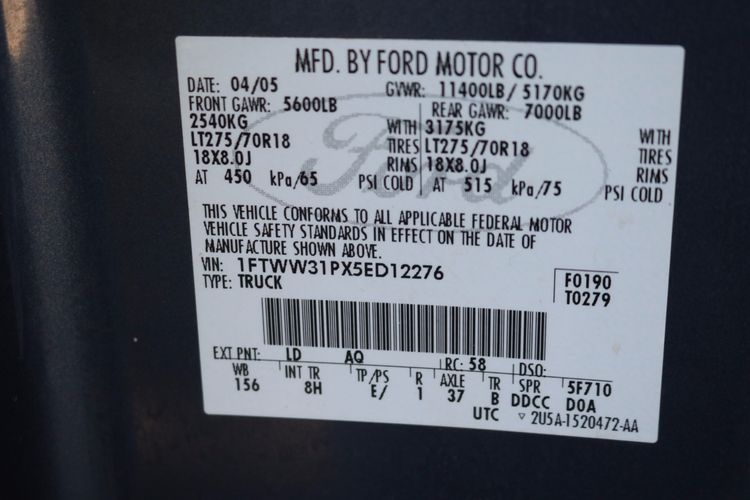 MFD. BY FORD MOTOR CO.
DATE: 04/05 GVWR: 11400LB/ 5170KG
FRONT GAWR: 5600LB REAR GAWR: 7000LB
2540KG WITH 3175KG WITH
LT275/70R18 TIRES LT275/70R18 TIRES
18X8.0J RIMS 18X8.0J RIMS
AT 450 kPa/65 PSI COLD AT 515 kPa/75 PSI COLD
Ford
THIS VEHICLE CONFORMS TO ALL APPLICABLE FEDERAL MOTOR
VEHICLE SAFETY STANDARDS IN EFFECT ON THE DATE OF
MANUFACTURE SHOWN ABOVE.
VIN: 1FTWW31PX5ED12276 F0190
TYPE: TRUCK T0279
EXT PNT: LD AQ RC: 58 DSO:
WB INT TR TP/PS R AXLE TR SPR 5F710
156 8H E/ 1 37 B DDCC D0A
UTC ▽ 2U5A-1520472-AA